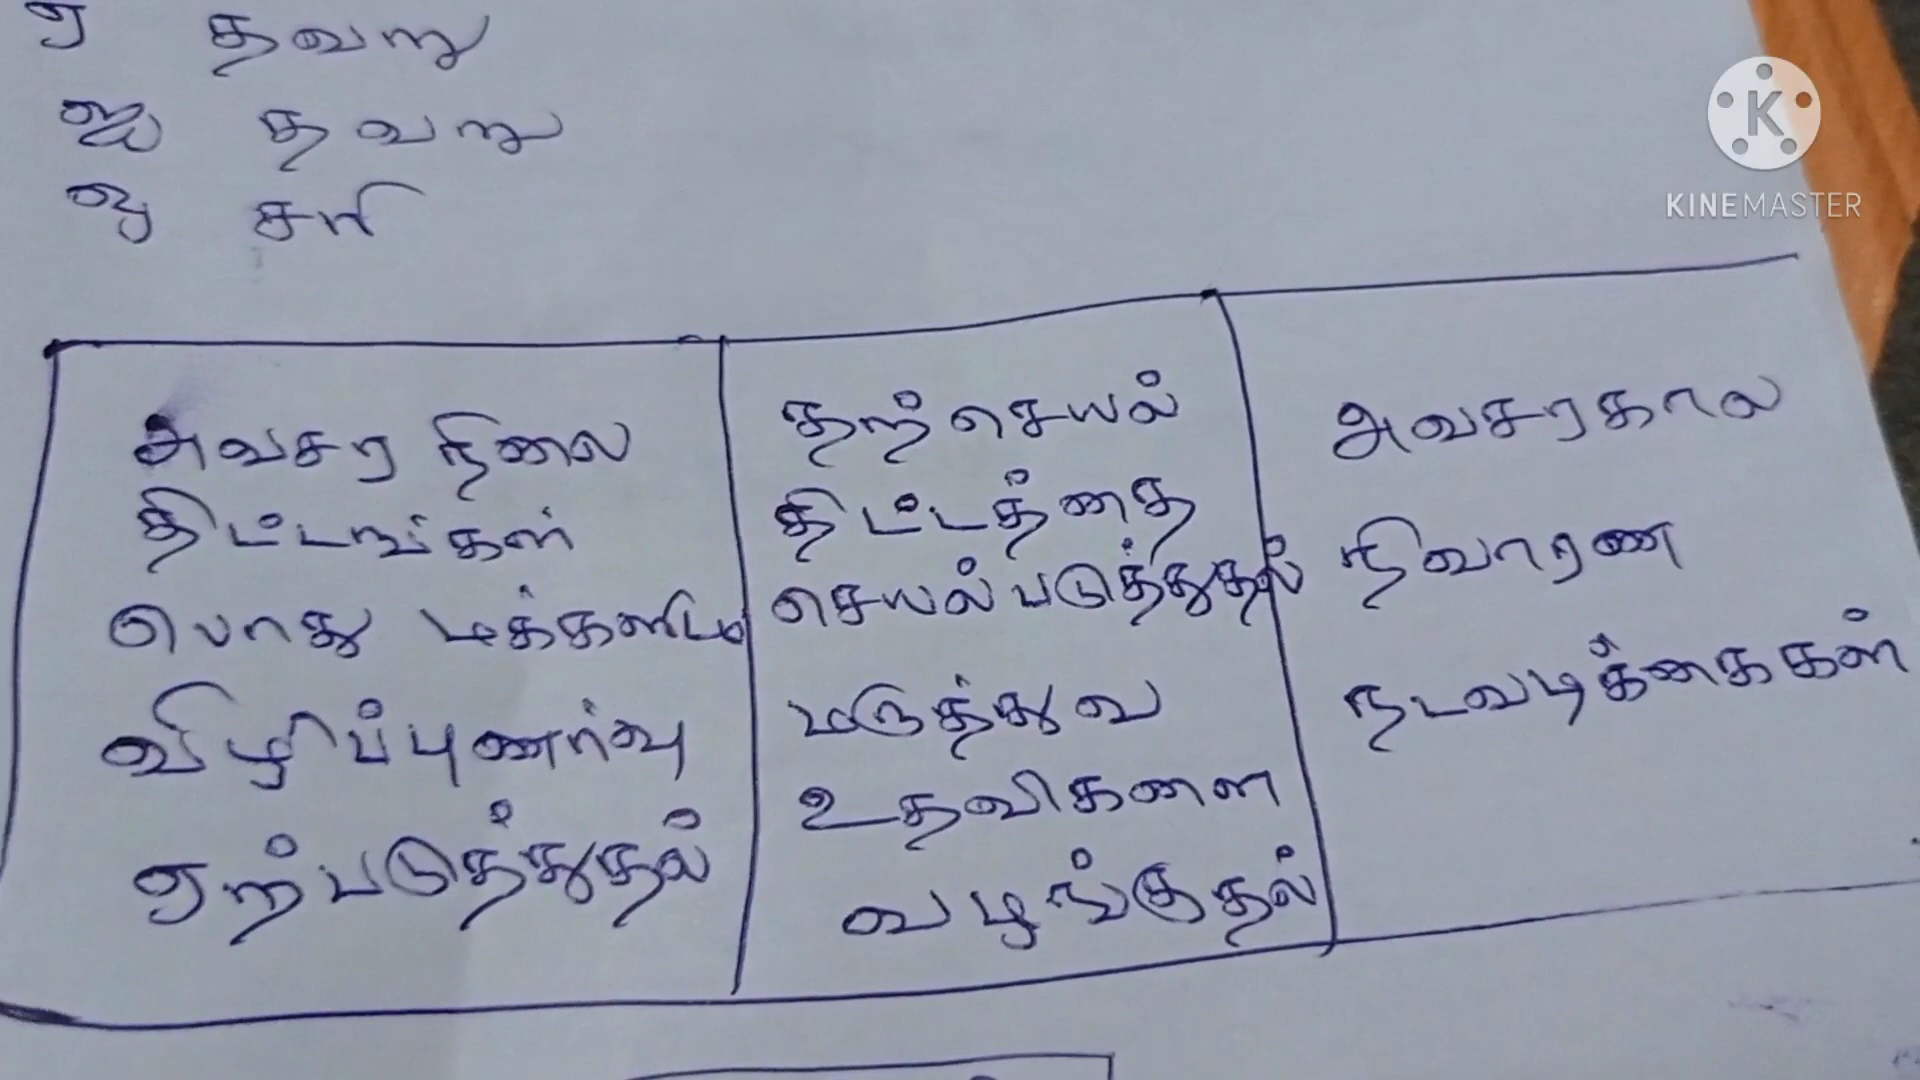 ஏ தவறு
ஐ தவறு
ஒ சரி
அவசர நிலை
திட்டங்கள்
பொது மக்களிடம்
விழிப்புணர்வு
ஏற்படுத்துதல்
தற்செயல்
திட்டத்தை
செயல்படுத்துதல்
மருத்துவ
உதவிகளை
வழங்குதல்
அவசரகால
நிவாரண
நடவடிக்கைகள்
K
KINEMASTER